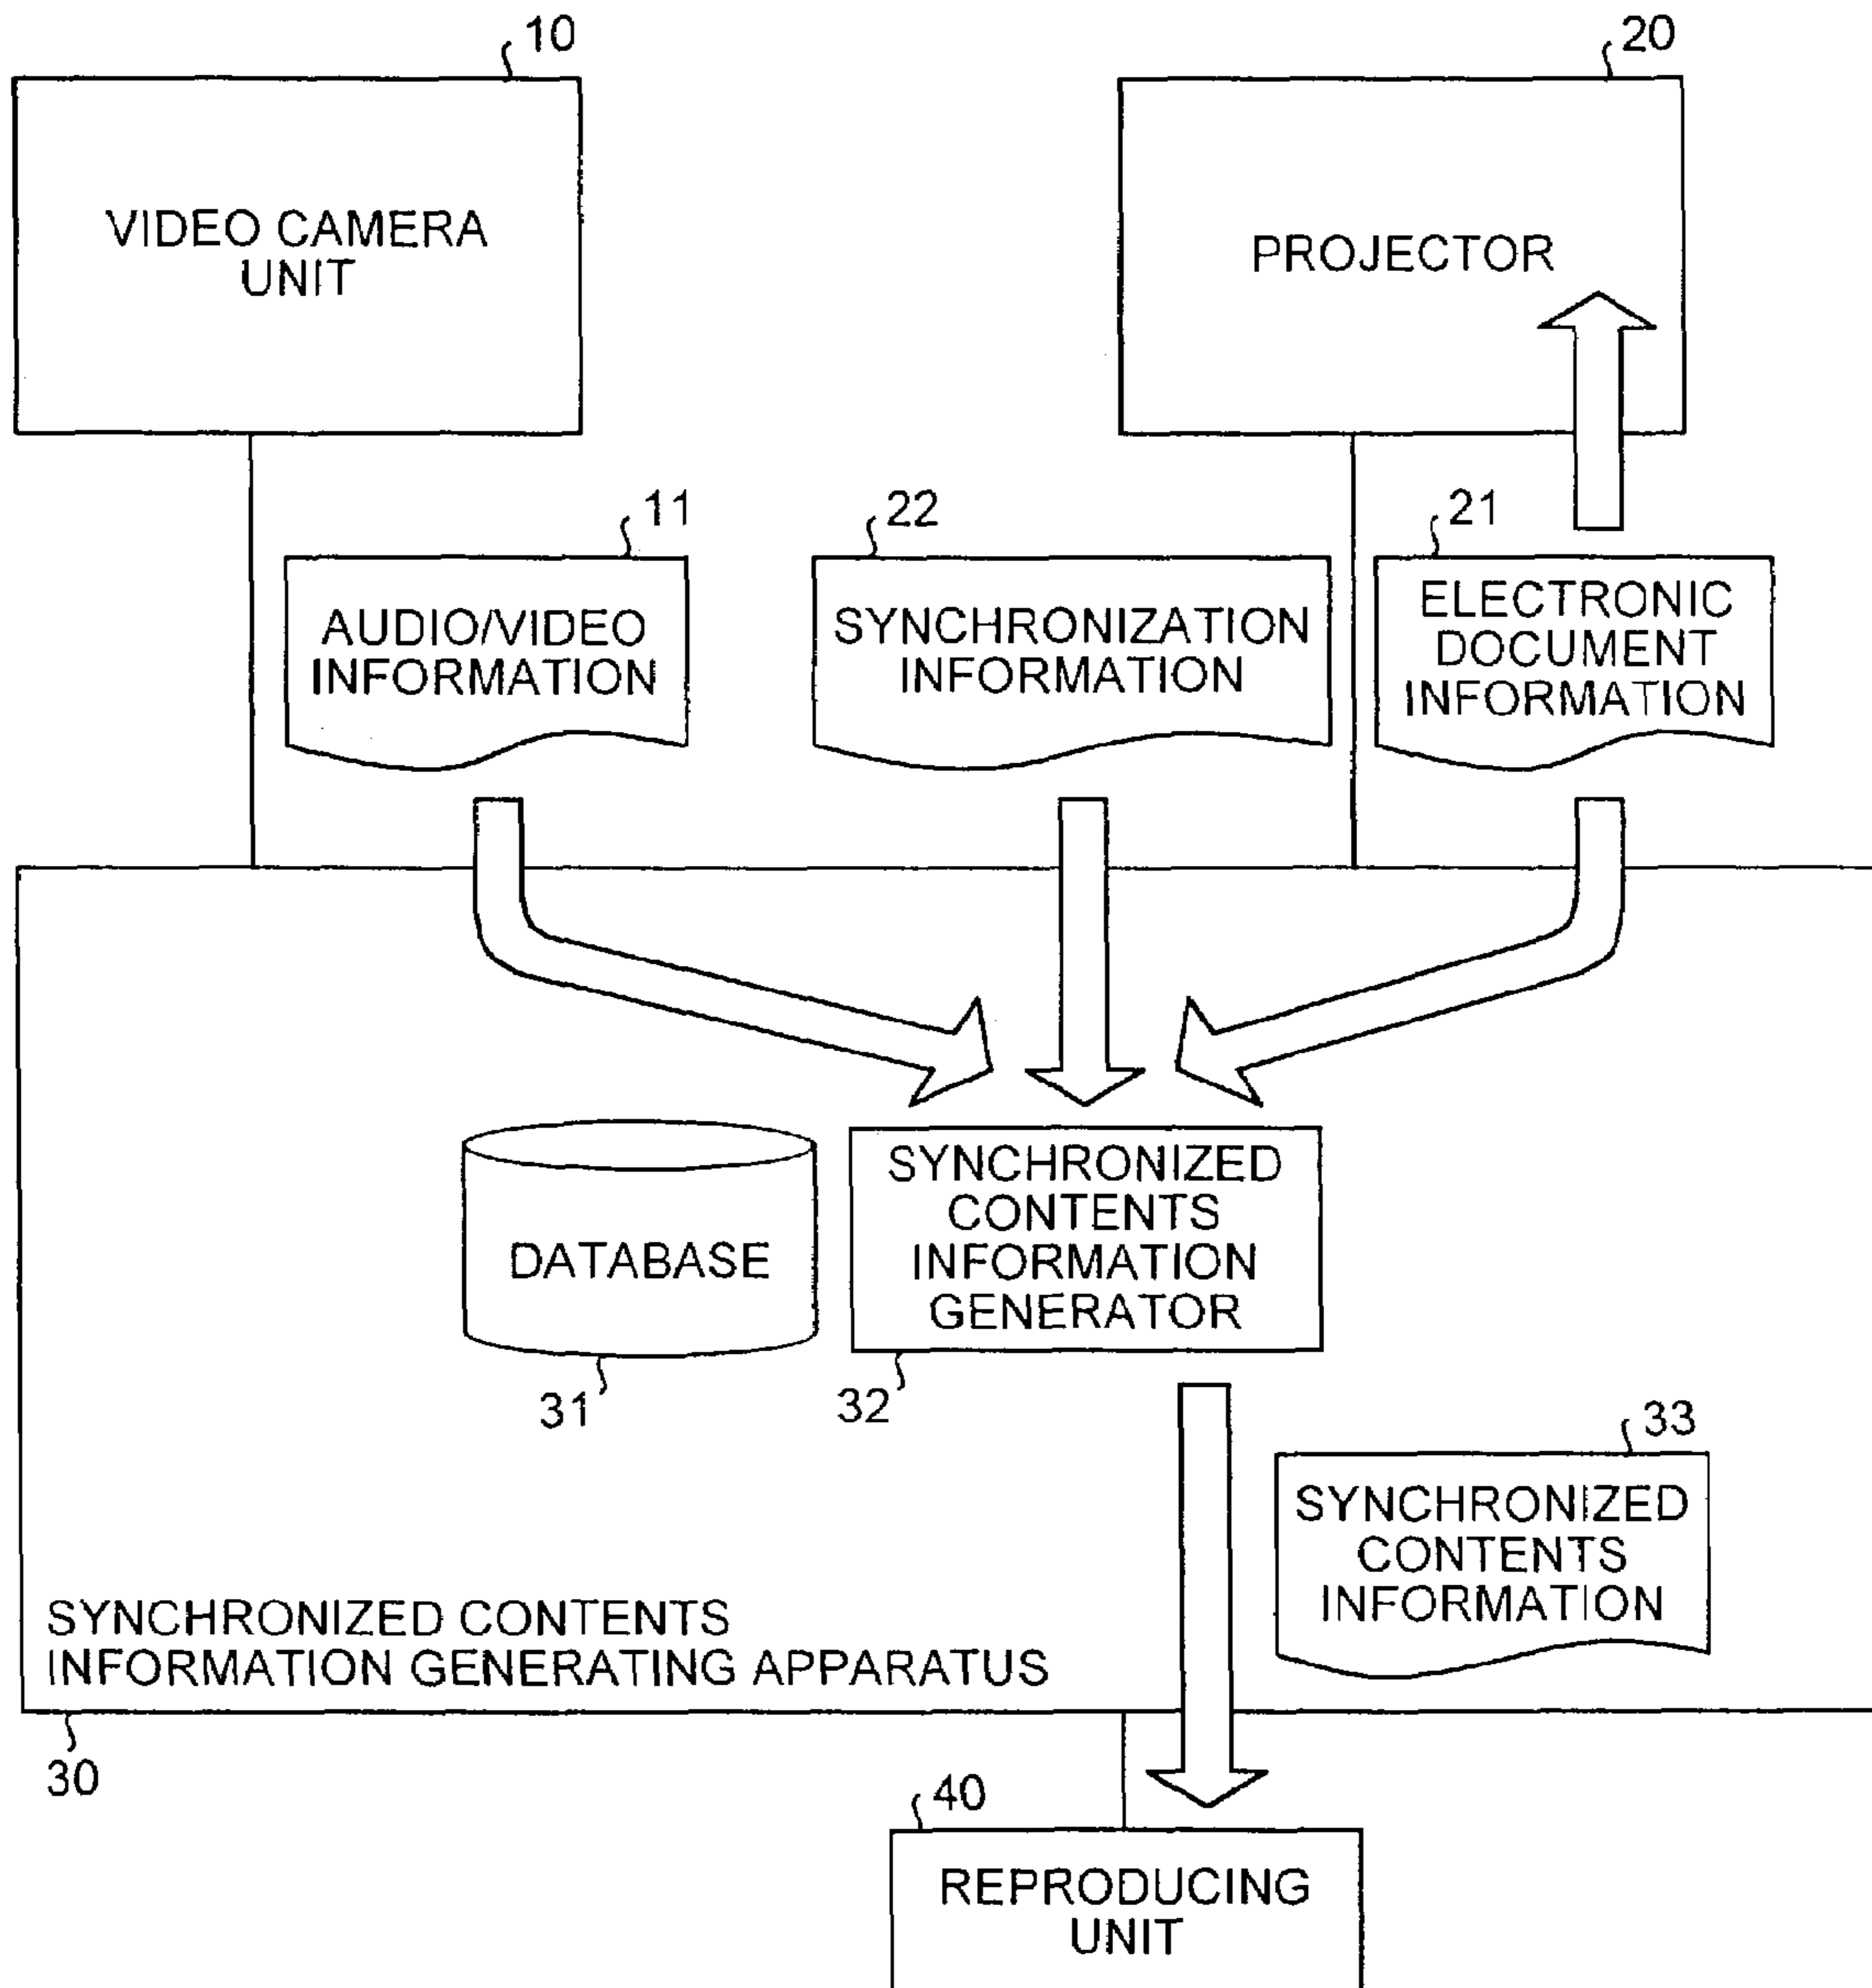 10
20
VIDEO CAMERA
UNIT
PROJECTOR
11
22
21
AUDIO/VIDEO
INFORMATION
SYNCHRONIZATION
INFORMATION
ELECTRONIC
DOCUMENT
INFORMATION
DATABASE
SYNCHRONIZED
CONTENTS
INFORMATION
GENERATOR
31
32
33
SYNCHRONIZED
CONTENTS
INFORMATION
SYNCHRONIZED CONTENTS
INFORMATION GENERATING APPARATUS
30
40
REPRODUCING
UNIT